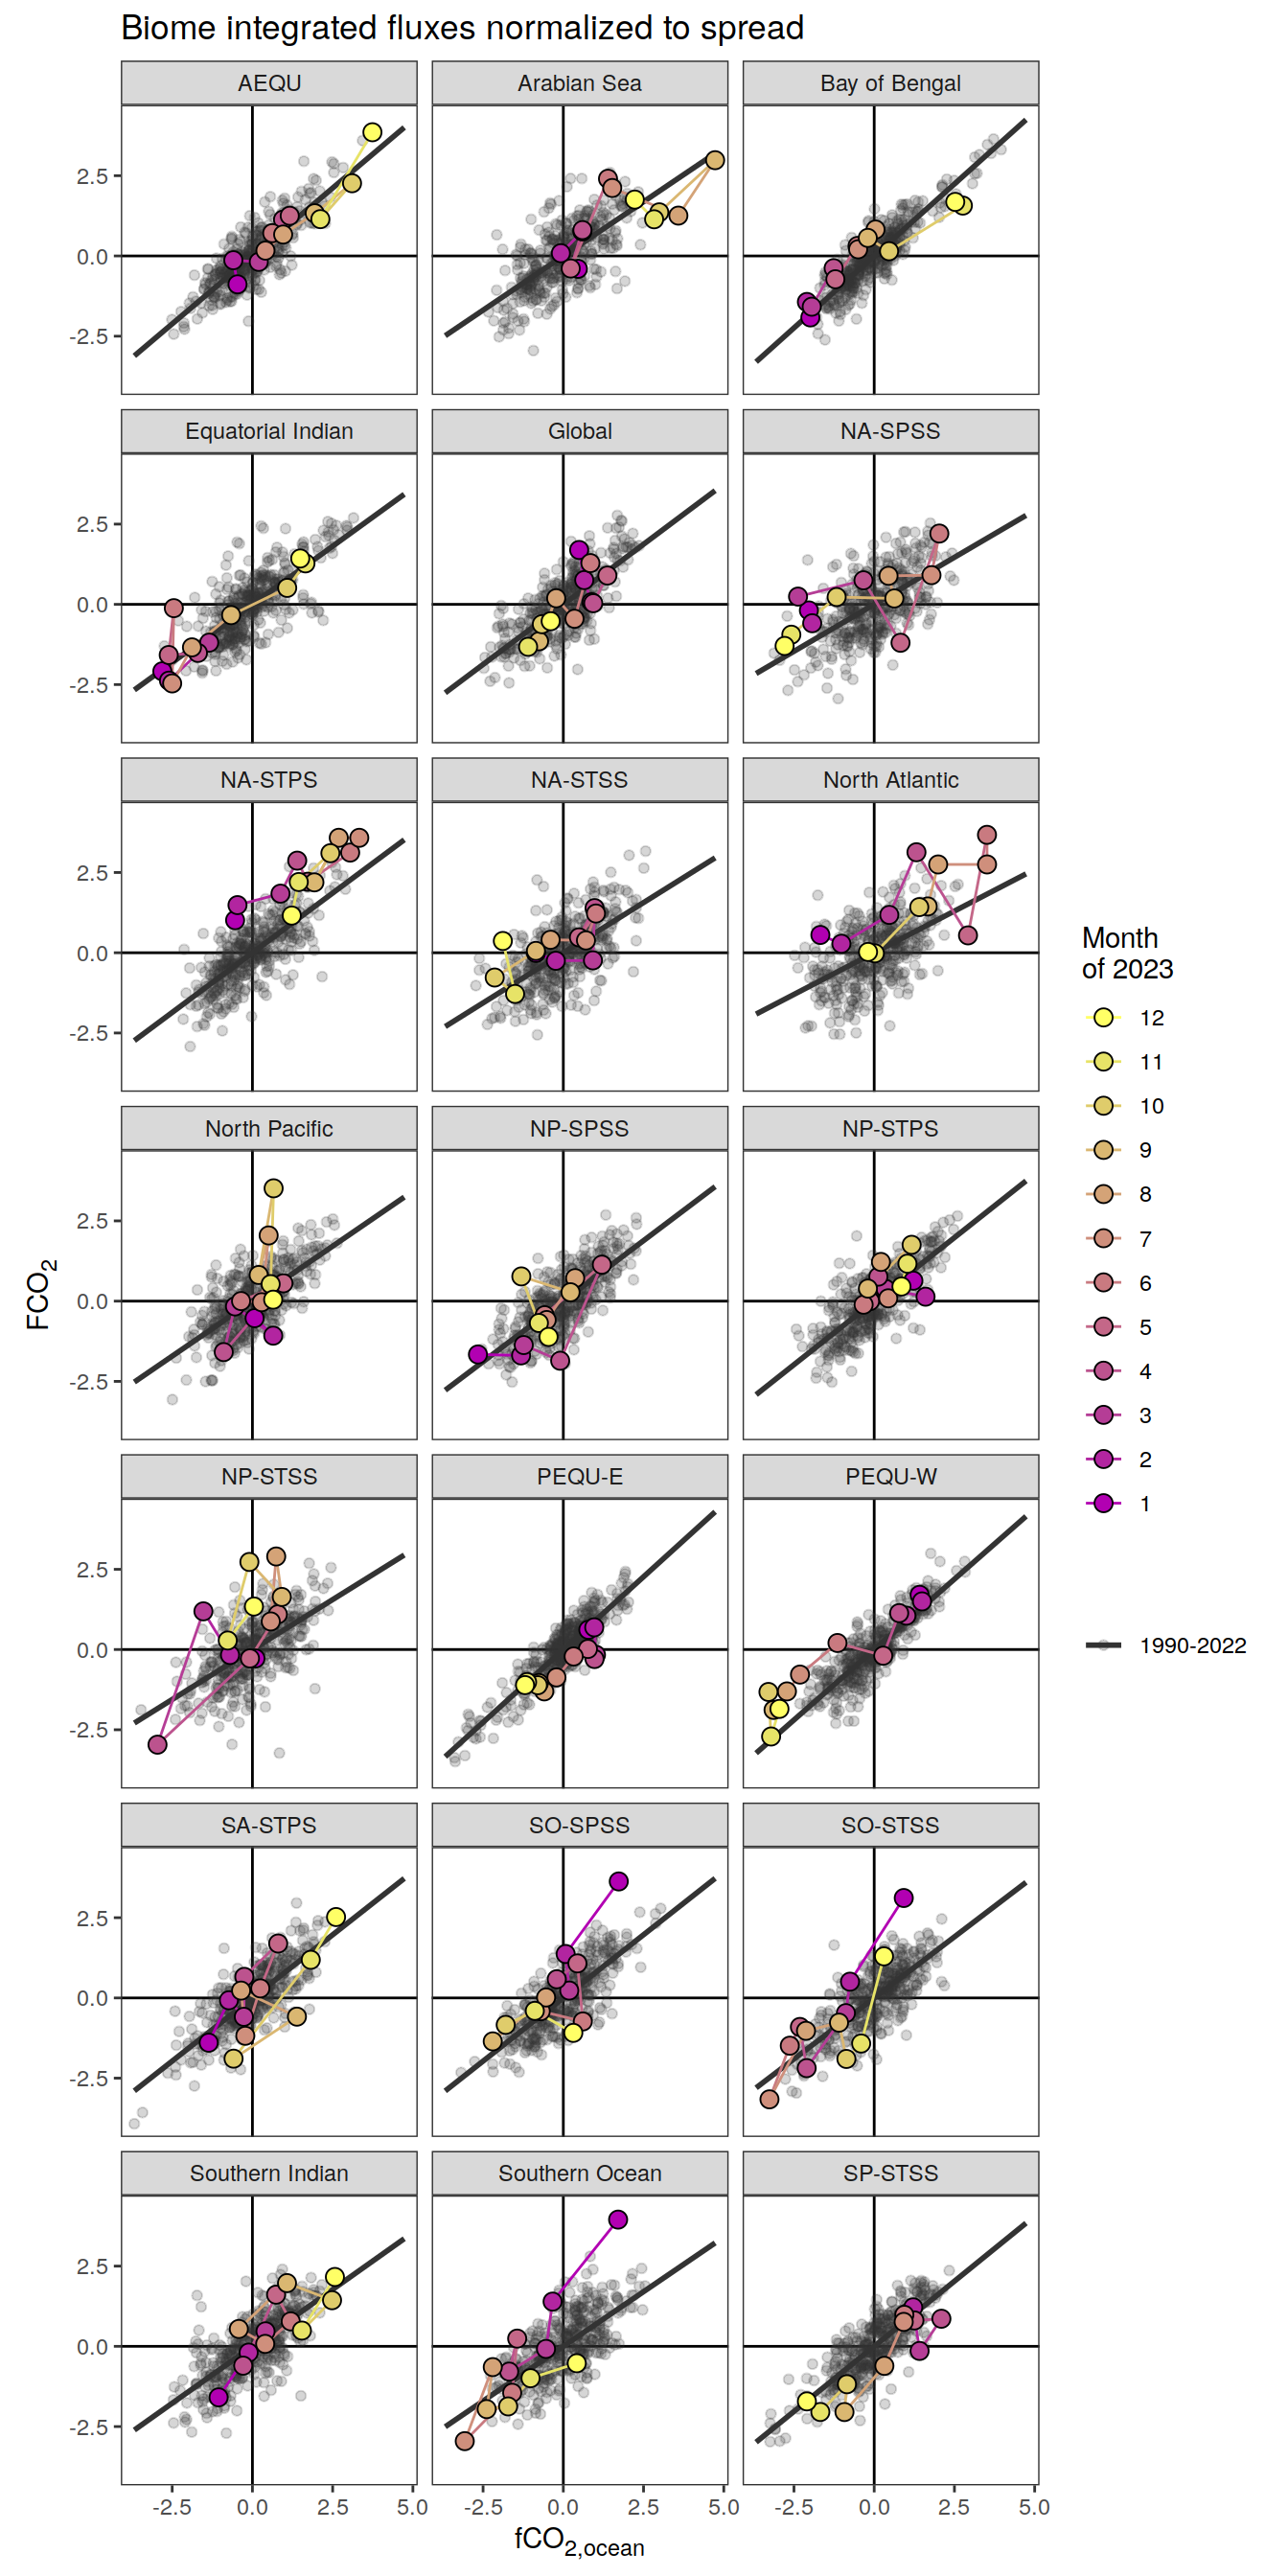 Biome integrated fluxes normalized to spread
AEQU Arabian Sea Bay of Bengal
2.5
0.0
-2.5
Equatorial Indian Global NA-SPSS
2.5
0.0
-2.5
NA-STPS NA-STSS North Atlantic
2.5
0.0
-2.5
North Pacific NP-SPSS NP-STPS
2.5
0.0
-2.5
NP-STSS PEQU-E PEQU-W
2.5
0.0
-2.5
SA-STPS SO-SPSS SO-STSS
2.5
0.0
-2.5
Southern Indian Southern Ocean SP-STSS
2.5
0.0
-2.5
-2.5 0.0 2.5 5.0 -2.5 0.0 2.5 5.0 -2.5 0.0 2.5 5.0
fCO2,ocean
FCO2
Month
of 2023
12
11
10
9
8
7
6
5
4
3
2
1
1990-2022